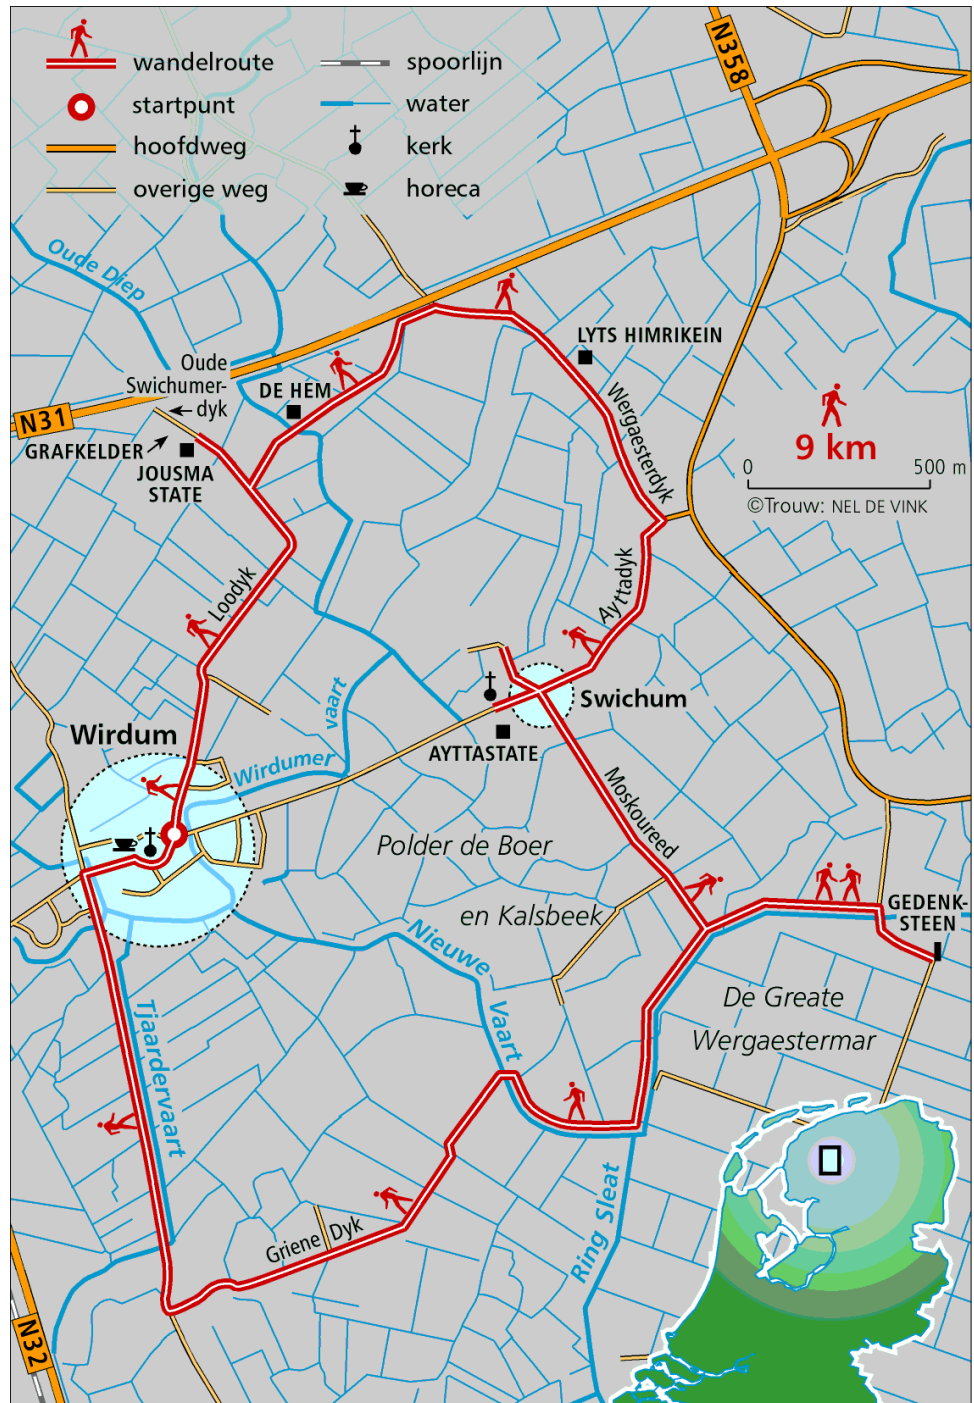 wandelroute
startpunt
hoofdweg
overige weg
spoorlijn
water
kerk
horeca
N358
Oude Diep
LYTS HIMRIKEIN
Oude
Swichumer-
dyk
DE HEM
N31
GRAFKELDER
JOUSMA
STATE
Wergaesterdyk
9 km
0 500 m
©Trouw: NEL DE VINK
Loodyk
Ayttadyk
Swichum
AYTTASTATE
Wirdum
Wirdumer
vaart
Moskoureed
Polder de Boer
en Kalsbeek
GEDENK-
STEEN
Nieuwe
Vaart
De Greate
Wergaestermar
Tjaardervaart
Ring Sleat
Griene Dyk
N32